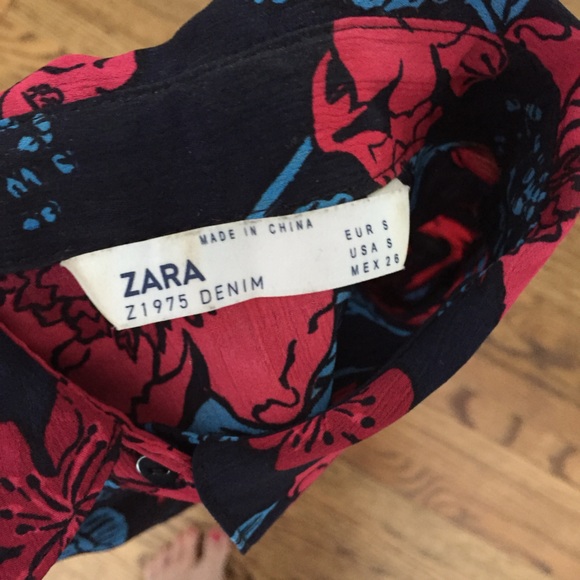 MADE IN CHINA
ZARA
Z1975 DENIM
EUR S
USA S
MEX 26